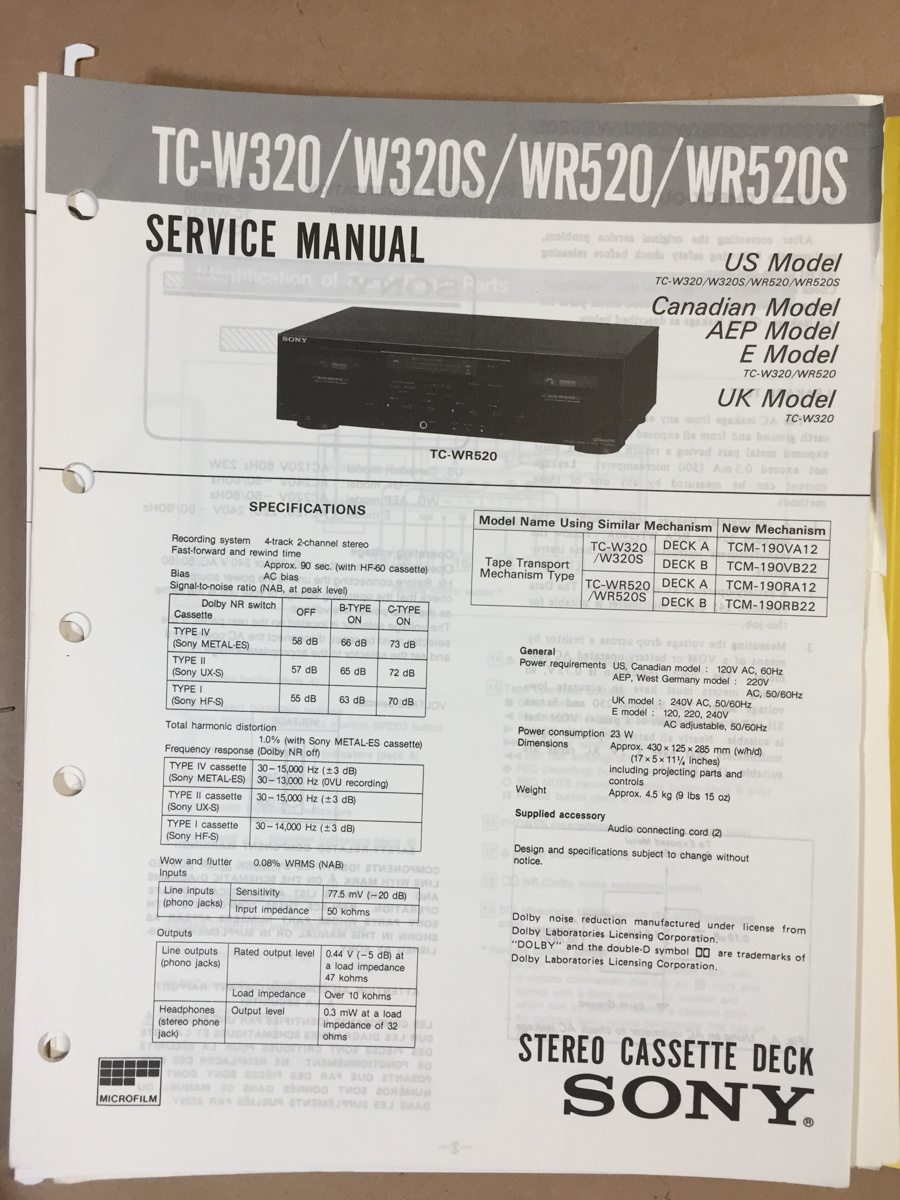 TC-W320/W320S/WR520/WR520S
SERVICE MANUAL
US Model
TC-W320/W320S/WR520/WR520S
Canadian Model
AEP Model
E Model
TC-W320/WR520
UK Model
TC-W320
SONY
TC-WR520
SPECIFICATIONS
Recording system 4-track 2-channel stereo
Fast-forward and rewind time
Approx. 90 sec. (with HF-60 cassette)
Bias AC bias
Signal-to-noise ratio (NAB, at peak level)
Dolby NR switch
Cassette
OFF
B-TYPE
ON
C-TYPE
ON
TYPE IV
(Sony METAL-ES)
58 dB 66 dB 73 dB
TYPE II
(Sony UX-S)
57 dB 65 dB 72 dB
TYPE I
(Sony HF-S)
55 dB 63 dB 70 dB
Total harmonic distortion
1.0% (with Sony METAL-ES cassette)
Frequency response (Dolby NR off)
TYPE IV cassette 30–15,000 Hz (±3 dB)
(Sony METAL-ES) 30–13,000 Hz (0VU recording)
TYPE II cassette 30–15,000 Hz (±3 dB)
(Sony UX-S)
TYPE I cassette 30–14,000 Hz (±3 dB)
(Sony HF-S)
Wow and flutter 0.08% WRMS (NAB)
Inputs
Line inputs Sensitivity 77.5 mV (−20 dB)
(phono jacks) Input impedance 50 kohms
Outputs
Line outputs Rated output level 0.44 V (−5 dB) at
(phono jacks) a load impedance
47 kohms
Load impedance Over 10 kohms
Headphones Output level 0.3 mW at a load
(stereo phone impedance of 32
jack) ohms
MICROFILM
Model Name Using Similar Mechanism New Mechanism
Tape Transport
Mechanism Type
TC-W320
/W320S
DECK A TCM-190VA12
DECK B TCM-190VB22
TC-WR520
/WR520S
DECK A TCM-190RA12
DECK B TCM-190RB22
General
Power requirements US, Canadian model : 120V AC, 60Hz
AEP, West Germany model : 220V
AC, 50/60Hz
UK model : 240V AC, 50/60Hz
E model : 120, 220, 240V
AC adjustable, 50/60Hz
Power consumption 23 W
Dimensions Approx. 430 × 125 × 285 mm (w/h/d)
(17 × 5 × 11¼ inches)
including projecting parts and
controls
Weight Approx. 4.5 kg (9 lbs 15 oz)
Supplied accessory
Audio connecting cord (2)
Design and specifications subject to change without
notice.
Dolby noise reduction manufactured under license from
Dolby Laboratories Licensing Corporation.
"DOLBY" and the double-D symbol are trademarks of
Dolby Laboratories Licensing Corporation.
STEREO CASSETTE DECK
SONY®